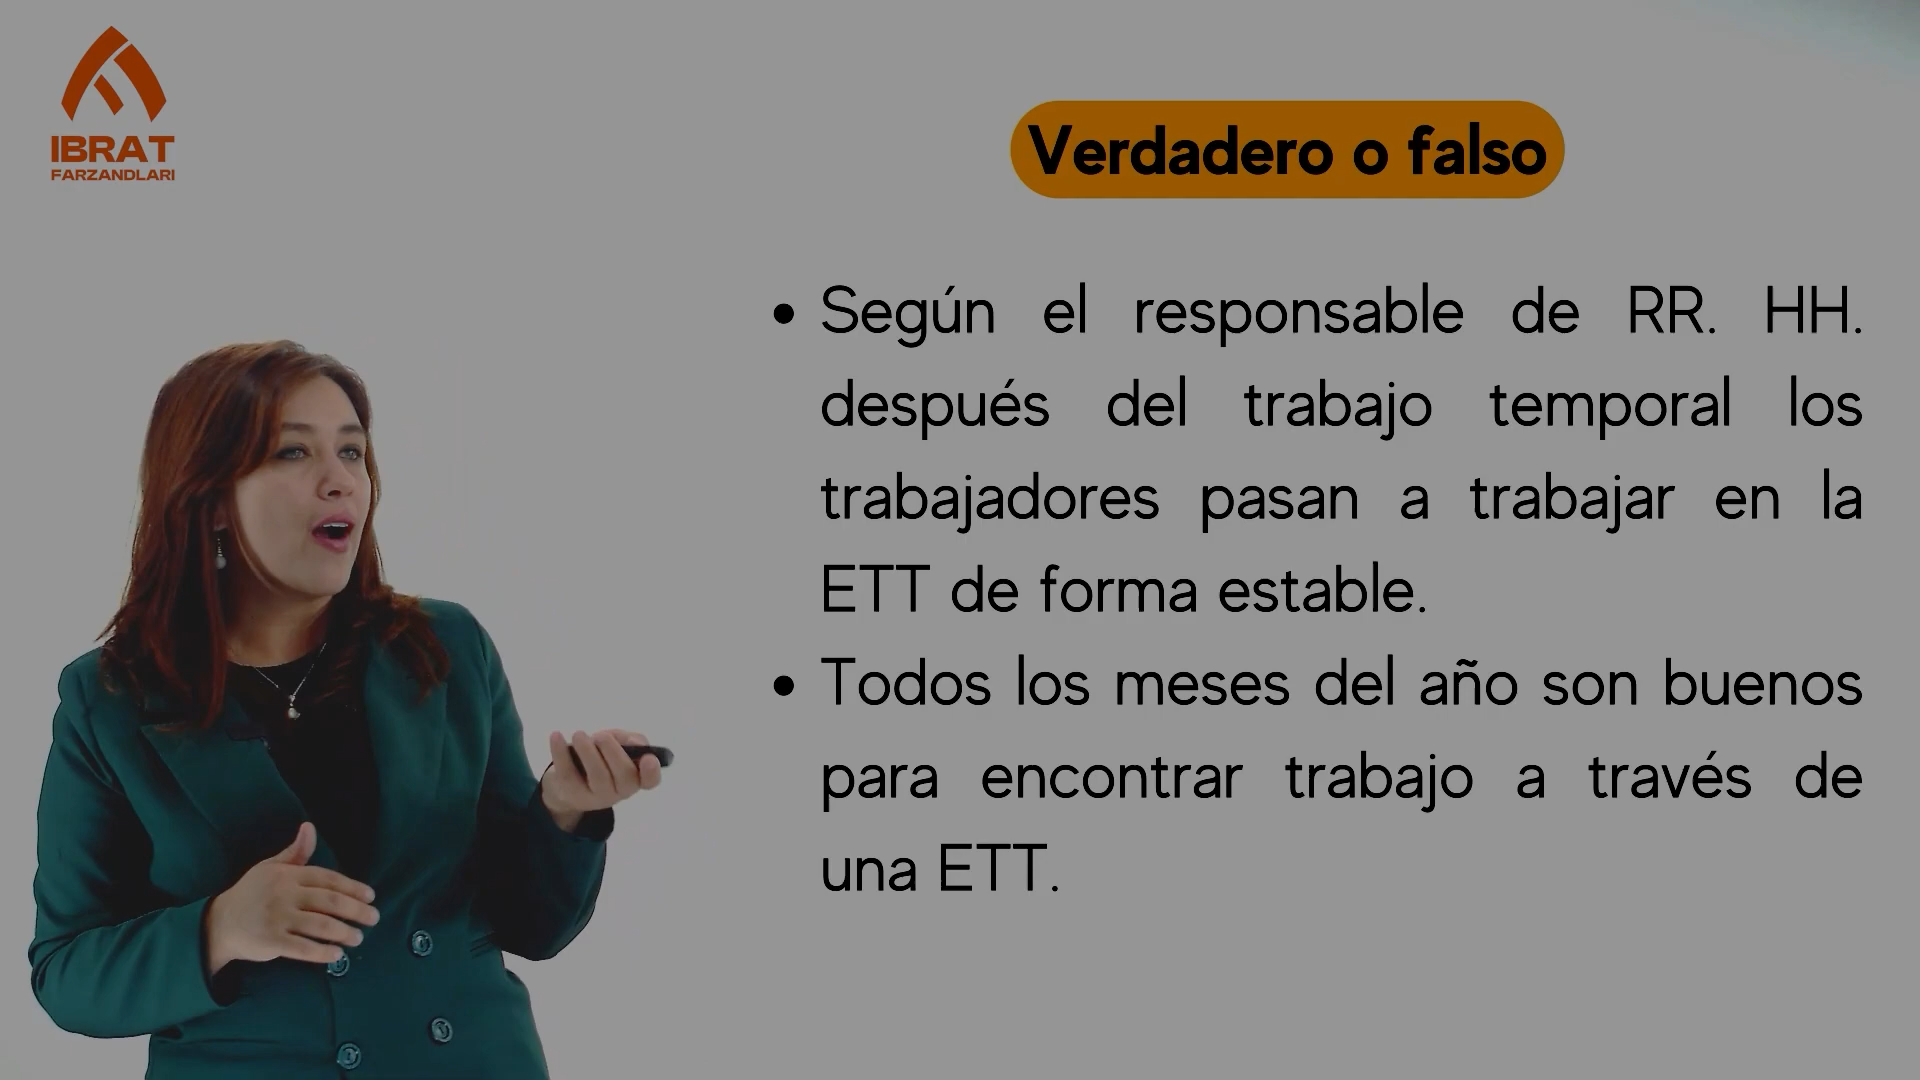 IBRAT
FARZANDLARI
Verdadero o falso
• Según el responsable de RR. HH.
después del trabajo temporal los
trabajadores pasan a trabajar en la
ETT de forma estable.
• Todos los meses del año son buenos
para encontrar trabajo a través de
una ETT.